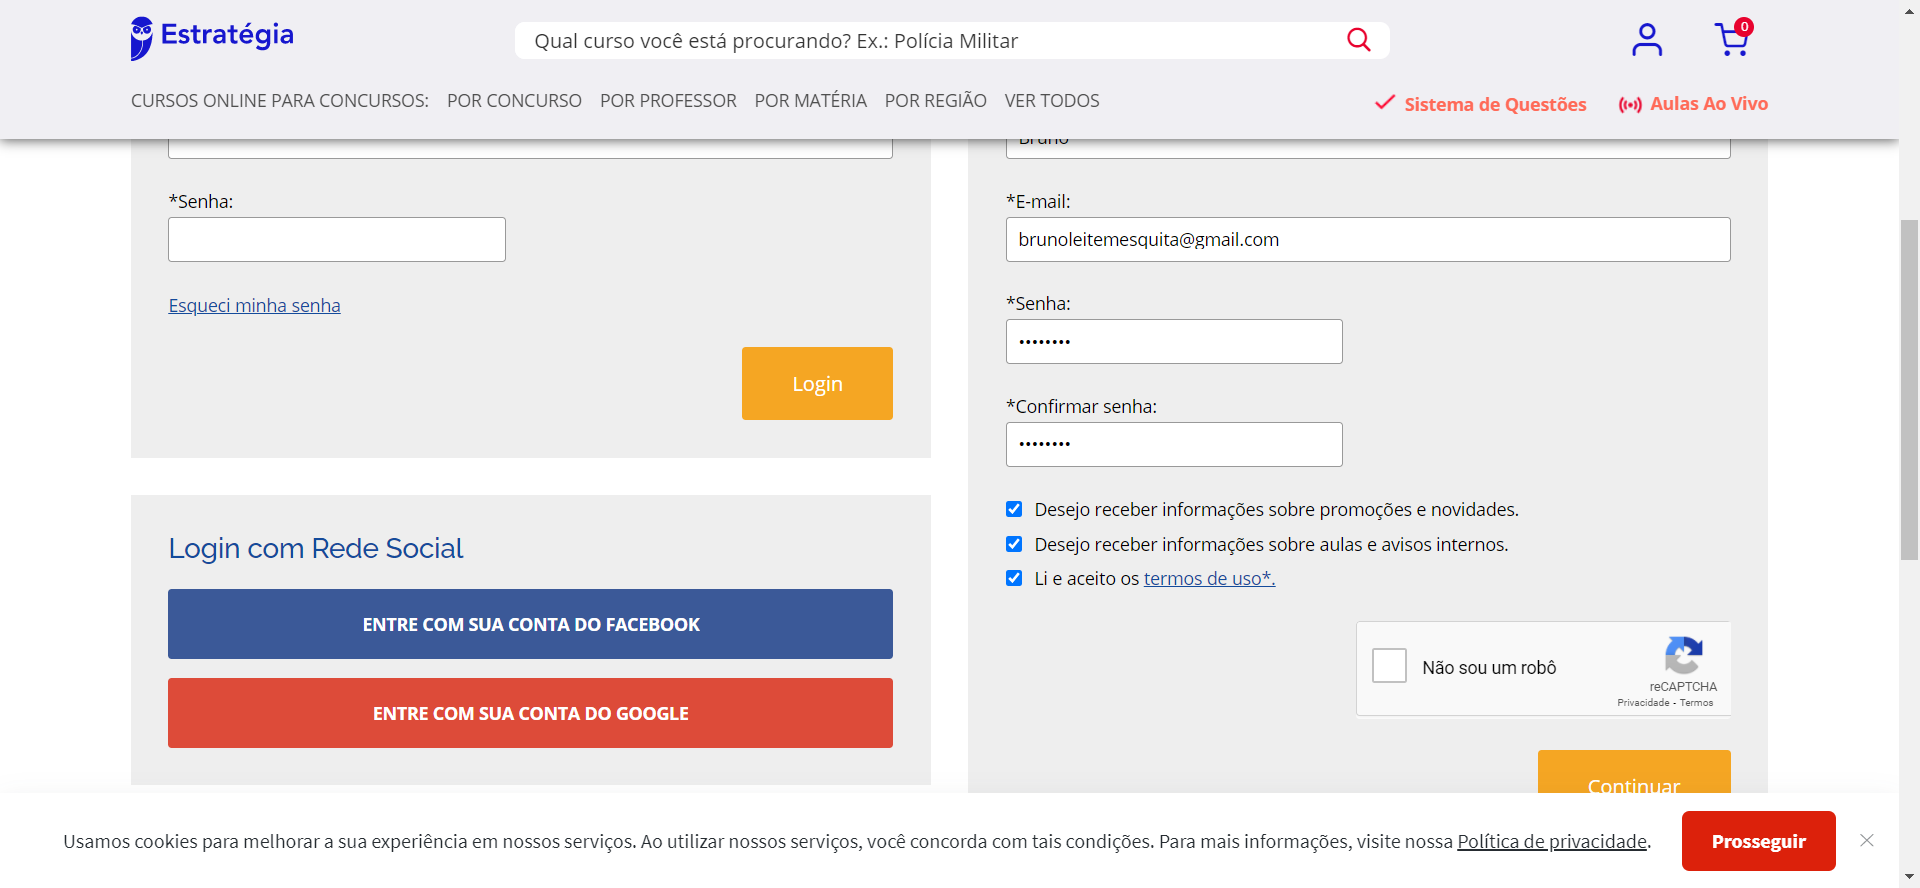 Estratégia
Qual curso você está procurando? Ex.: Polícia Militar
0
CURSOS ONLINE PARA CONCURSOS: POR CONCURSO POR PROFESSOR POR MATÉRIA POR REGIÃO VER TODOS
Sistema de Questões
Aulas Ao Vivo
*Senha:
Esqueci minha senha
Login
Login com Rede Social
ENTRE COM SUA CONTA DO FACEBOOK
ENTRE COM SUA CONTA DO GOOGLE
Bruno
*E-mail:
brunoleitemesquita@gmail.com
*Senha:
••••••••
*Confirmar senha:
••••••••
Desejo receber informações sobre promoções e novidades.
Desejo receber informações sobre aulas e avisos internos.
Li e aceito os termos de uso*.
Não sou um robô
reCAPTCHA
Privacidade - Termos
Continuar
Usamos cookies para melhorar a sua experiência em nossos serviços. Ao utilizar nossos serviços, você concorda com tais condições. Para mais informações, visite nossa Política de privacidade.
Prosseguir